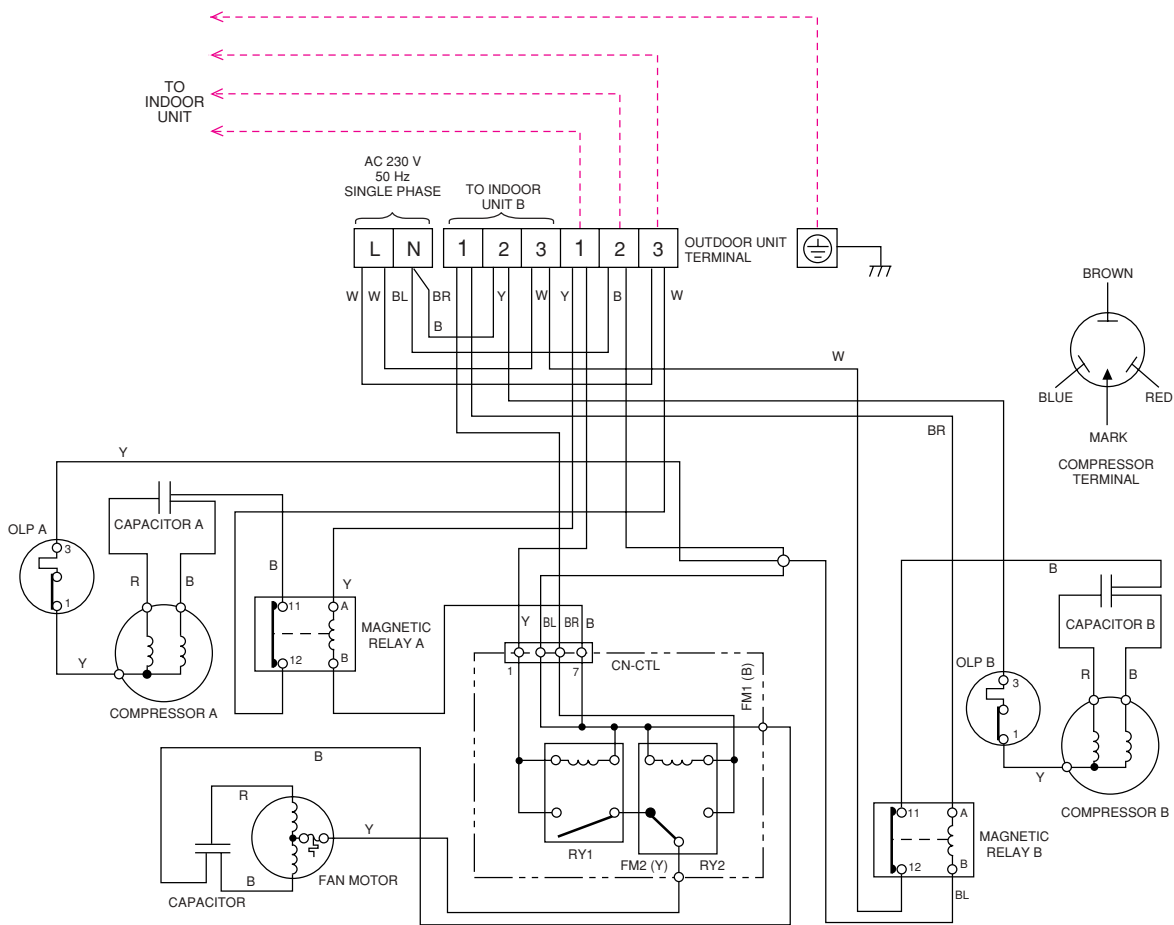 TO
INDOOR
UNIT
AC 230 V
50 Hz
SINGLE PHASE
TO INDOOR
UNIT B
L N 1 2 3 1 2 3
OUTDOOR UNIT
TERMINAL
W W BL BR Y W Y B W
B
BROWN
BLUE
RED
MARK
COMPRESSOR
TERMINAL
W
BR
Y
OLP A
3
1
CAPACITOR A
R
B
Y
COMPRESSOR A
B
Y
11
A
12
B
MAGNETIC
RELAY A
Y BL BR B
1
7
CN-CTL
FM1 (B)
RY1
FM2 (Y)
RY2
B
R
Y
B
FAN MOTOR
CAPACITOR
B
CAPACITOR B
OLP B
3
1
R
B
Y
COMPRESSOR B
11
A
12
B
MAGNETIC
RELAY B
BL